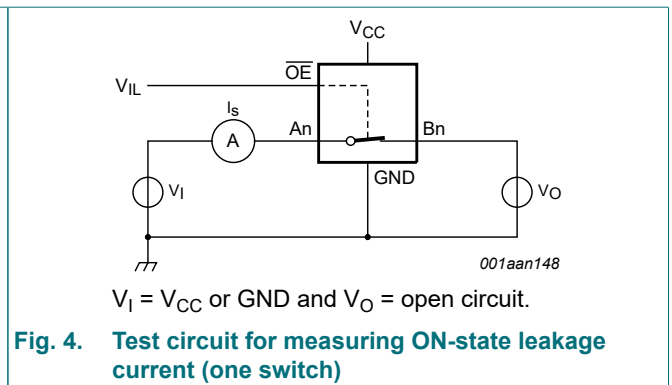 VCC
OE
VIL
Is
A
An
Bn
GND
VI
VO
001aan148
VI = VCC or GND and VO = open circuit.
Fig. 4. Test circuit for measuring ON-state leakage
current (one switch)